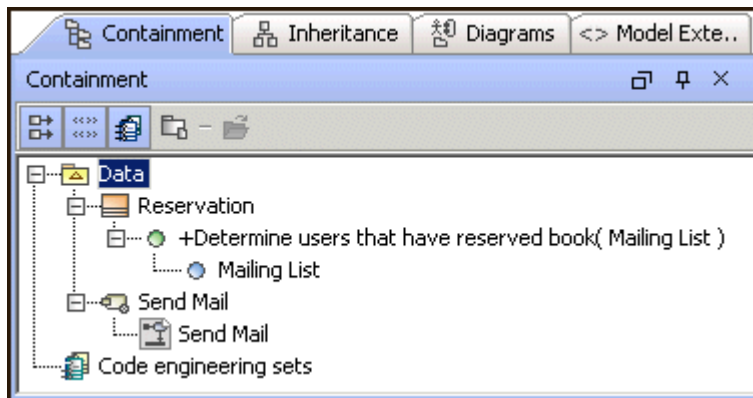 Containment Inheritance Diagrams <> Model Exte..
Containment
Data
Reservation
+Determine users that have reserved book( Mailing List )
Mailing List
Send Mail
Send Mail
Code engineering sets